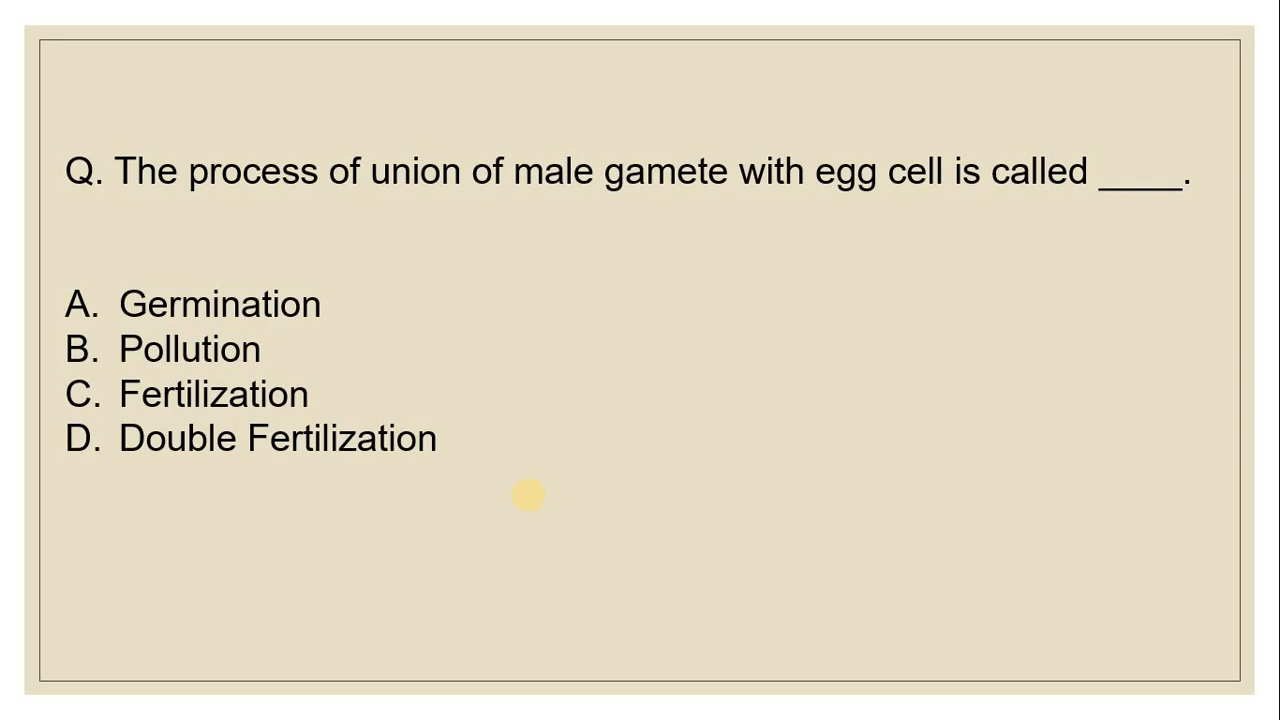 Q. The process of union of male gamete with egg cell is called ____.
A. Germination
B. Pollution
C. Fertilization
D. Double Fertilization